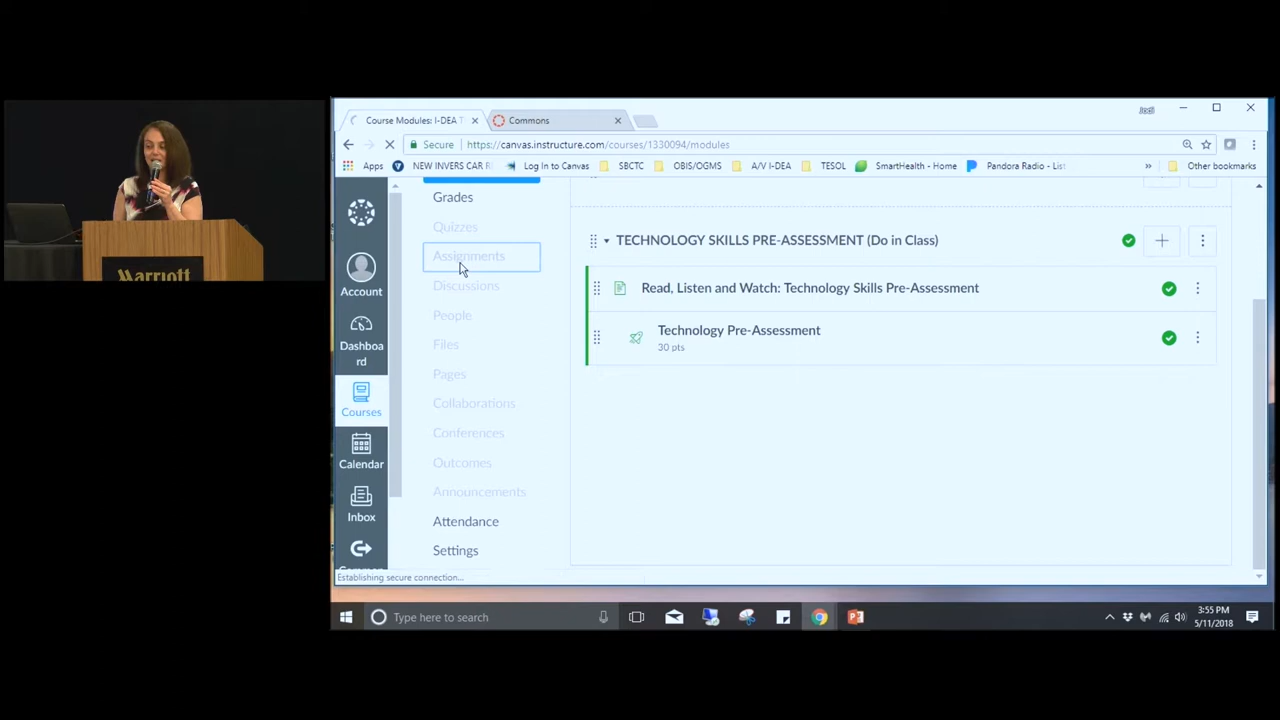 Marriott
Course Modules: I-DEA T
Commons
Secure
https://canvas.instructure.com/courses/1330094/modules
Apps
NEW INVERS CAR R
Log In to Canvas
SBCTC
OBIS/OGMS
A/V I-DEA
TESOL
SmartHealth - Home
Pandora Radio - List
»
Other bookmarks
Account
Dashboa
rd
Courses
Calendar
Inbox
Grades
Quizzes
Assignments
Discussions
People
Files
Pages
Collaborations
Conferences
Outcomes
Announcements
Attendance
Settings
TECHNOLOGY SKILLS PRE-ASSESSMENT (Do in Class)
Read, Listen and Watch: Technology Skills Pre-Assessment
Technology Pre-Assessment
30 pts
Establishing secure connection...
Type here to search
3:55 PM
5/11/2018